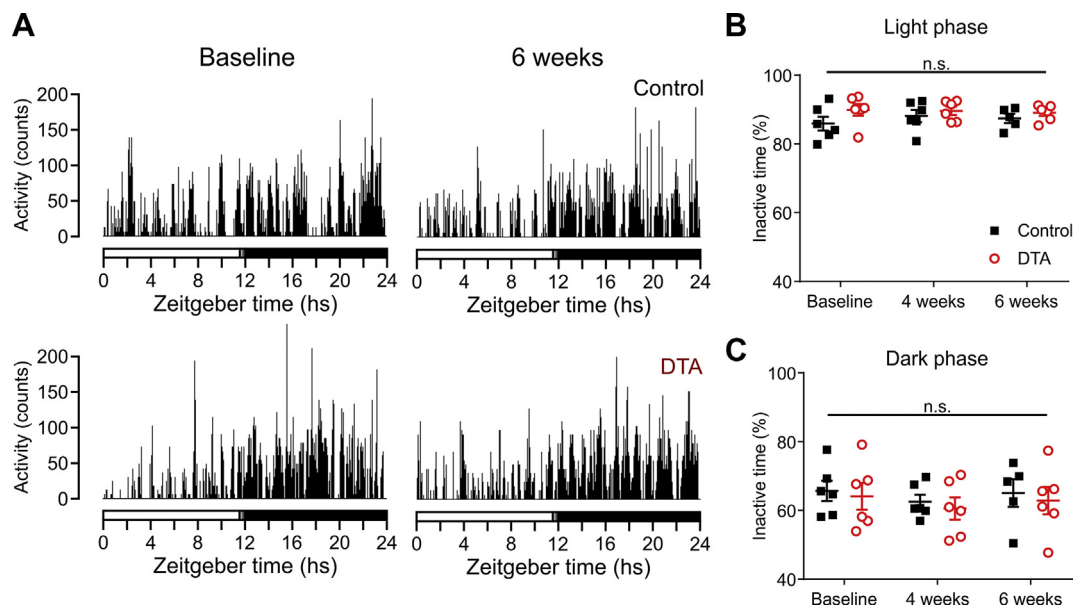 A
Baseline
6 weeks
Control
Activity (counts)
200
150
100
50
0
0 4 8 12 16 20 24
Zeitgeber time (hs)
0 4 8 12 16 20 24
Zeitgeber time (hs)
DTA
Activity (counts)
200
150
100
50
0
0 4 8 12 16 20 24
Zeitgeber time (hs)
0 4 8 12 16 20 24
Zeitgeber time (hs)
B
Light phase
n.s.
Inactive time (%)
100
80
60
40
Control
DTA
Baseline 4 weeks 6 weeks
C
Dark phase
n.s.
Inactive time (%)
100
80
60
40
Baseline 4 weeks 6 weeks